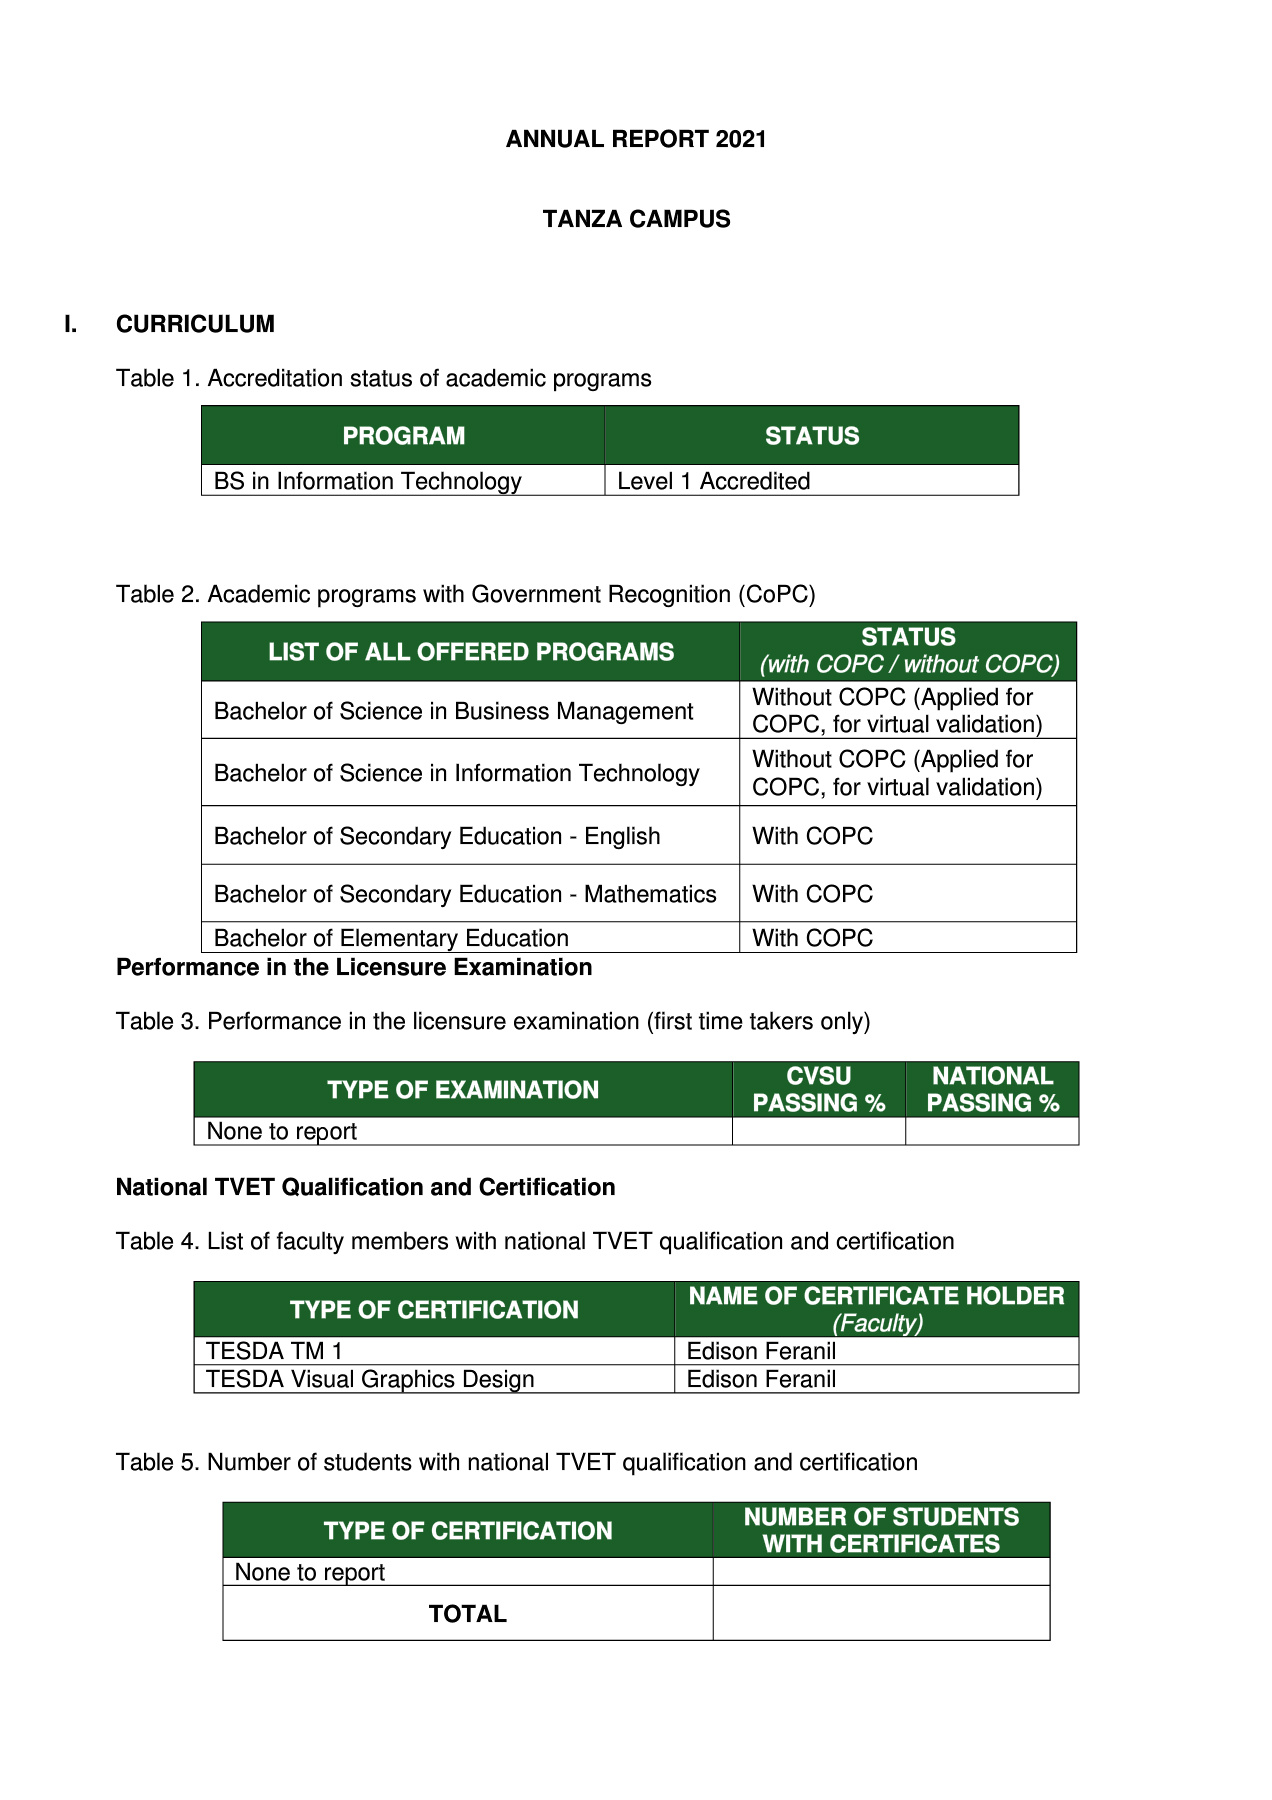 ANNUAL REPORT 2021
TANZA CAMPUS
I. CURRICULUM
Table 1. Accreditation status of academic programs
PROGRAM STATUS
BS in Information Technology Level 1 Accredited
Table 2. Academic programs with Government Recognition (CoPC)
LIST OF ALL OFFERED PROGRAMS STATUS
(with COPC / without COPC)
Bachelor of Science in Business Management Without COPC (Applied for
COPC, for virtual validation)
Bachelor of Science in Information Technology Without COPC (Applied for
COPC, for virtual validation)
Bachelor of Secondary Education - English With COPC
Bachelor of Secondary Education - Mathematics With COPC
Bachelor of Elementary Education With COPC
Performance in the Licensure Examination
Table 3. Performance in the licensure examination (first time takers only)
TYPE OF EXAMINATION CVSU
PASSING % NATIONAL
PASSING %
None to report
National TVET Qualification and Certification
Table 4. List of faculty members with national TVET qualification and certification
TYPE OF CERTIFICATION NAME OF CERTIFICATE HOLDER
(Faculty)
TESDA TM 1 Edison Feranil
TESDA Visual Graphics Design Edison Feranil
Table 5. Number of students with national TVET qualification and certification
TYPE OF CERTIFICATION NUMBER OF STUDENTS
WITH CERTIFICATES
None to report
TOTAL